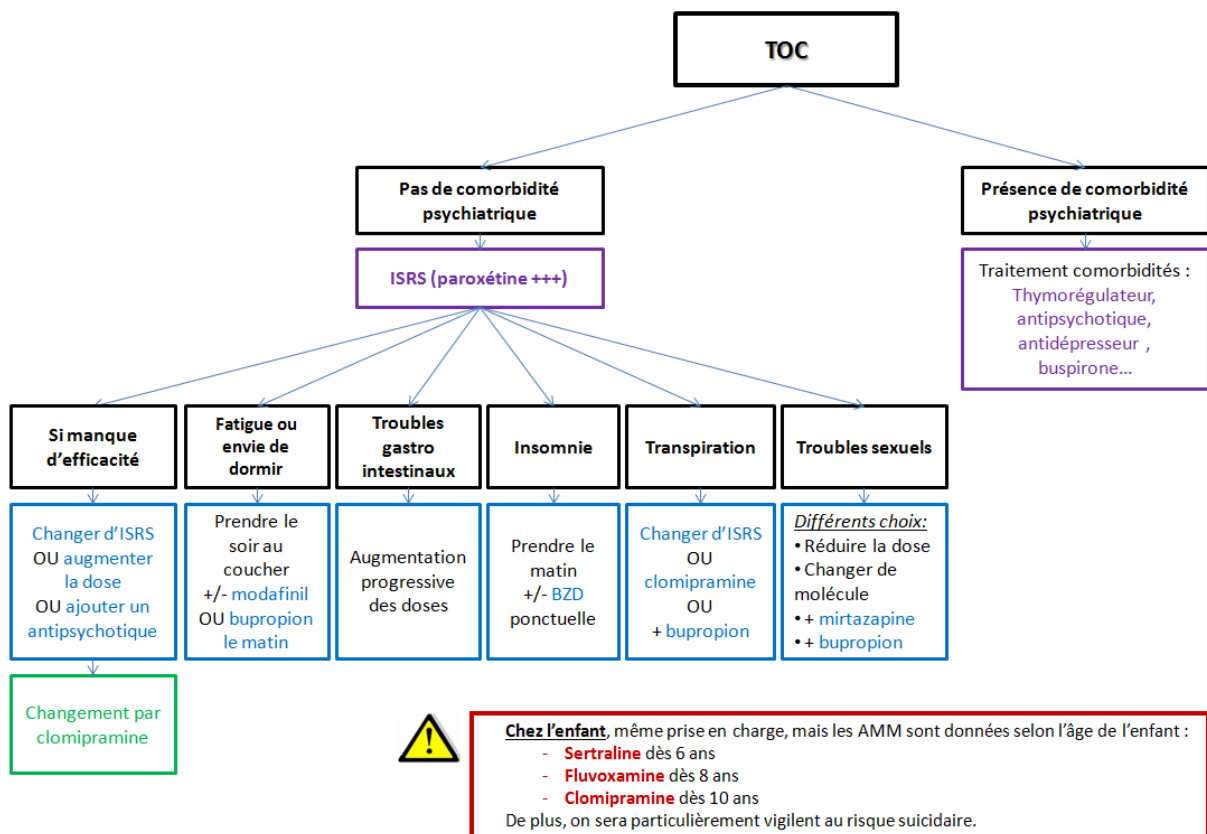 TOC
Pas de comorbidité
psychiatrique
Présence de comorbidité
psychiatrique
ISRS (paroxétine +++)
Traitement comorbidités :
Thymorégulateur,
antipsychotique,
antidépresseur ,
buspirone...
Si manque
d'efficacité
Fatigue ou
envie de
dormir
Troubles
gastro
intestinaux
Insomnie
Transpiration
Troubles sexuels
Changer d'ISRS
OU augmenter
la dose
OU ajouter un
antipsychotique
Prendre le
soir au
coucher
+/- modafinil
OU bupropion
le matin
Augmentation
progressive
des doses
Prendre le
matin
+/- BZD
ponctuelle
Changer d'ISRS
OU
clomipramine
OU
+ bupropion
Différents choix:
• Réduire la dose
• Changer de
molécule
• + mirtazapine
• + bupropion
Changement par
clomipramine
Chez l'enfant, même prise en charge, mais les AMM sont données selon l'âge de l'enfant :
- Sertraline dès 6 ans
- Fluvoxamine dès 8 ans
- Clomipramine dès 10 ans
De plus, on sera particulièrement vigilent au risque suicidaire.